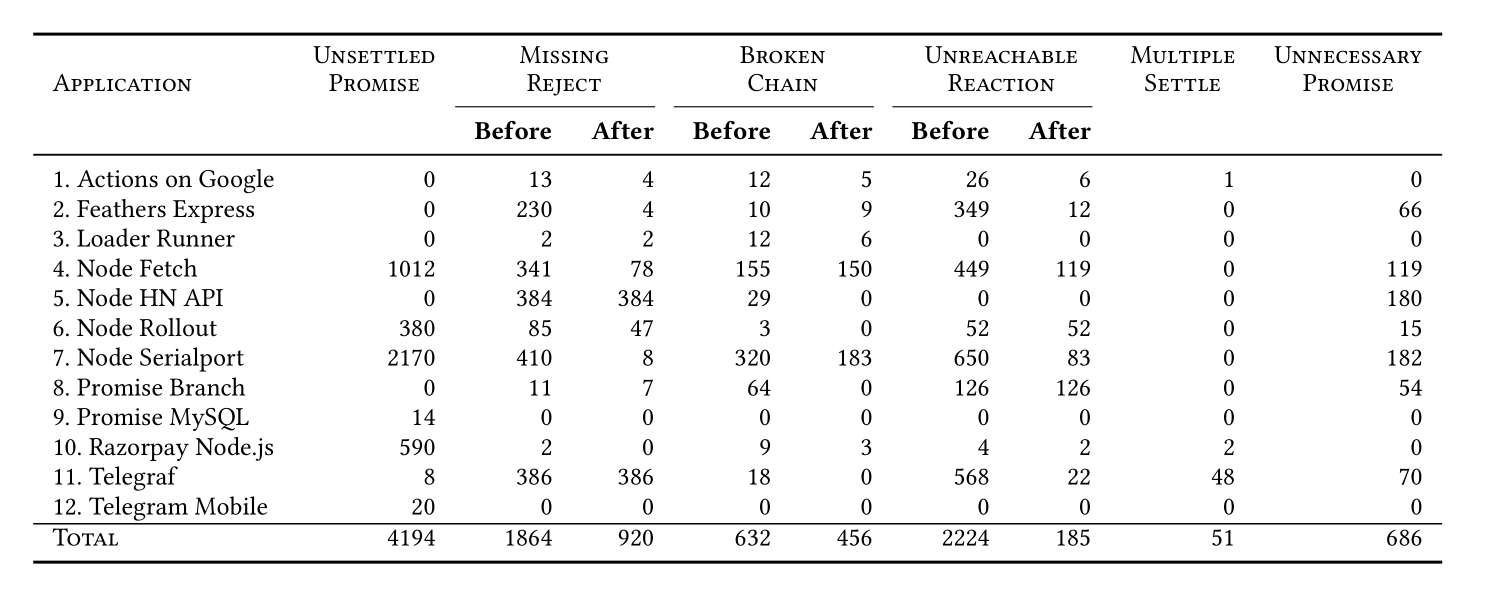 UNSETTLED MISSING BROKEN UNREACHABLE MULTIPLE UNNECESSARY
APPLICATION PROMISE REJECT CHAIN REACTION SETTLE PROMISE
Before After Before After Before After
1. Actions on Google 0 13 4 12 5 26 6 1 0
2. Feathers Express 0 230 4 10 9 349 12 0 66
3. Loader Runner 0 2 2 12 6 0 0 0 0
4. Node Fetch 1012 341 78 155 150 449 119 0 119
5. Node HN API 0 384 384 29 0 0 0 0 180
6. Node Rollout 380 85 47 3 0 52 52 0 15
7. Node Serialport 2170 410 8 320 183 650 83 0 182
8. Promise Branch 0 11 7 64 0 126 126 0 54
9. Promise MySQL 14 0 0 0 0 0 0 0 0
10. Razorpay Node.js 590 2 0 9 3 4 2 2 0
11. Telegraf 8 386 386 18 0 568 22 48 70
12. Telegram Mobile 20 0 0 0 0 0 0 0 0
TOTAL 4194 1864 920 632 456 2224 185 51 686